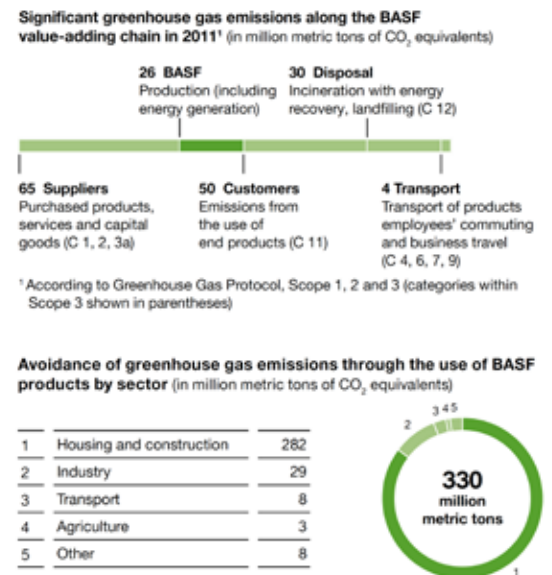 Significant greenhouse gas emissions along the BASF
value-adding chain in 2011¹ (in million metric tons of CO₂ equivalents)
26 BASF
Production (including
energy generation)
30 Disposal
Incineration with energy
recovery, landfilling (C 12)
65 Suppliers
Purchased products,
services and capital
goods (C 1, 2, 3a)
50 Customers
Emissions from
the use of
end products (C 11)
4 Transport
Transport of products
employees' commuting
and business travel
(C 4, 6, 7, 9)
¹ According to Greenhouse Gas Protocol, Scope 1, 2 and 3 (categories within
Scope 3 shown in parentheses)
Avoidance of greenhouse gas emissions through the use of BASF
products by sector (in million metric tons of CO₂ equivalents)
1 Housing and construction 282
2 Industry 29
3 Transport 8
4 Agriculture 3
5 Other 8
2 3 4 5
330
million
metric tons
1